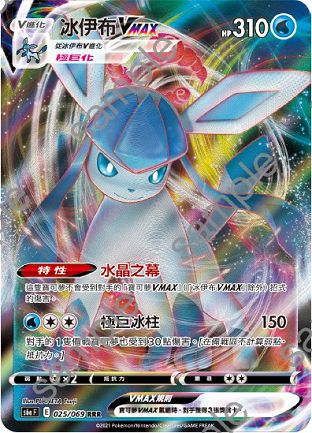 V進化
冰伊布VMAX
HP310
從冰伊布V進化
極巨化
特性 水晶之幕
這隻寶可夢不會受到對手的「寶可夢VMAX」(「冰伊布VMAX」除外)招式
的傷害。
極巨冰柱 150
對對手的1隻備戰寶可夢也受到30點傷害。[在備戰區不計算弱點、
抵抗力。]
×2
抵抗力
撤退
s6a F E 025/069 RRR
VMAX規則
寶可夢VMAX氣絕時,對手獲得3張獎賞卡。
©2021 Pokémon/Nintendo/Creatures/GAME FREAK.
sample